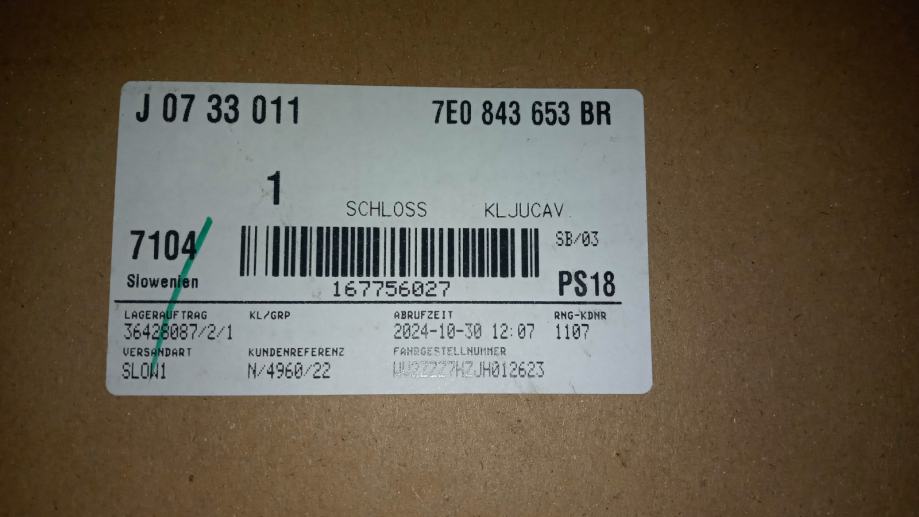 J 07 33 011 7E0 843 653 BR
1
SCHLOSS KLJUCAV.
7104 SB/03
Slowenien 167756027 PS18
LAGERAUFTRAG KL/GRP ABRUFZEIT RNG-KDNR
36428087/2/1 2024-10-30 12:07 1107
VERSANDART KUNDENREFERENZ FAHRGESTELLNUMMER
SLOW1 N/4960/22